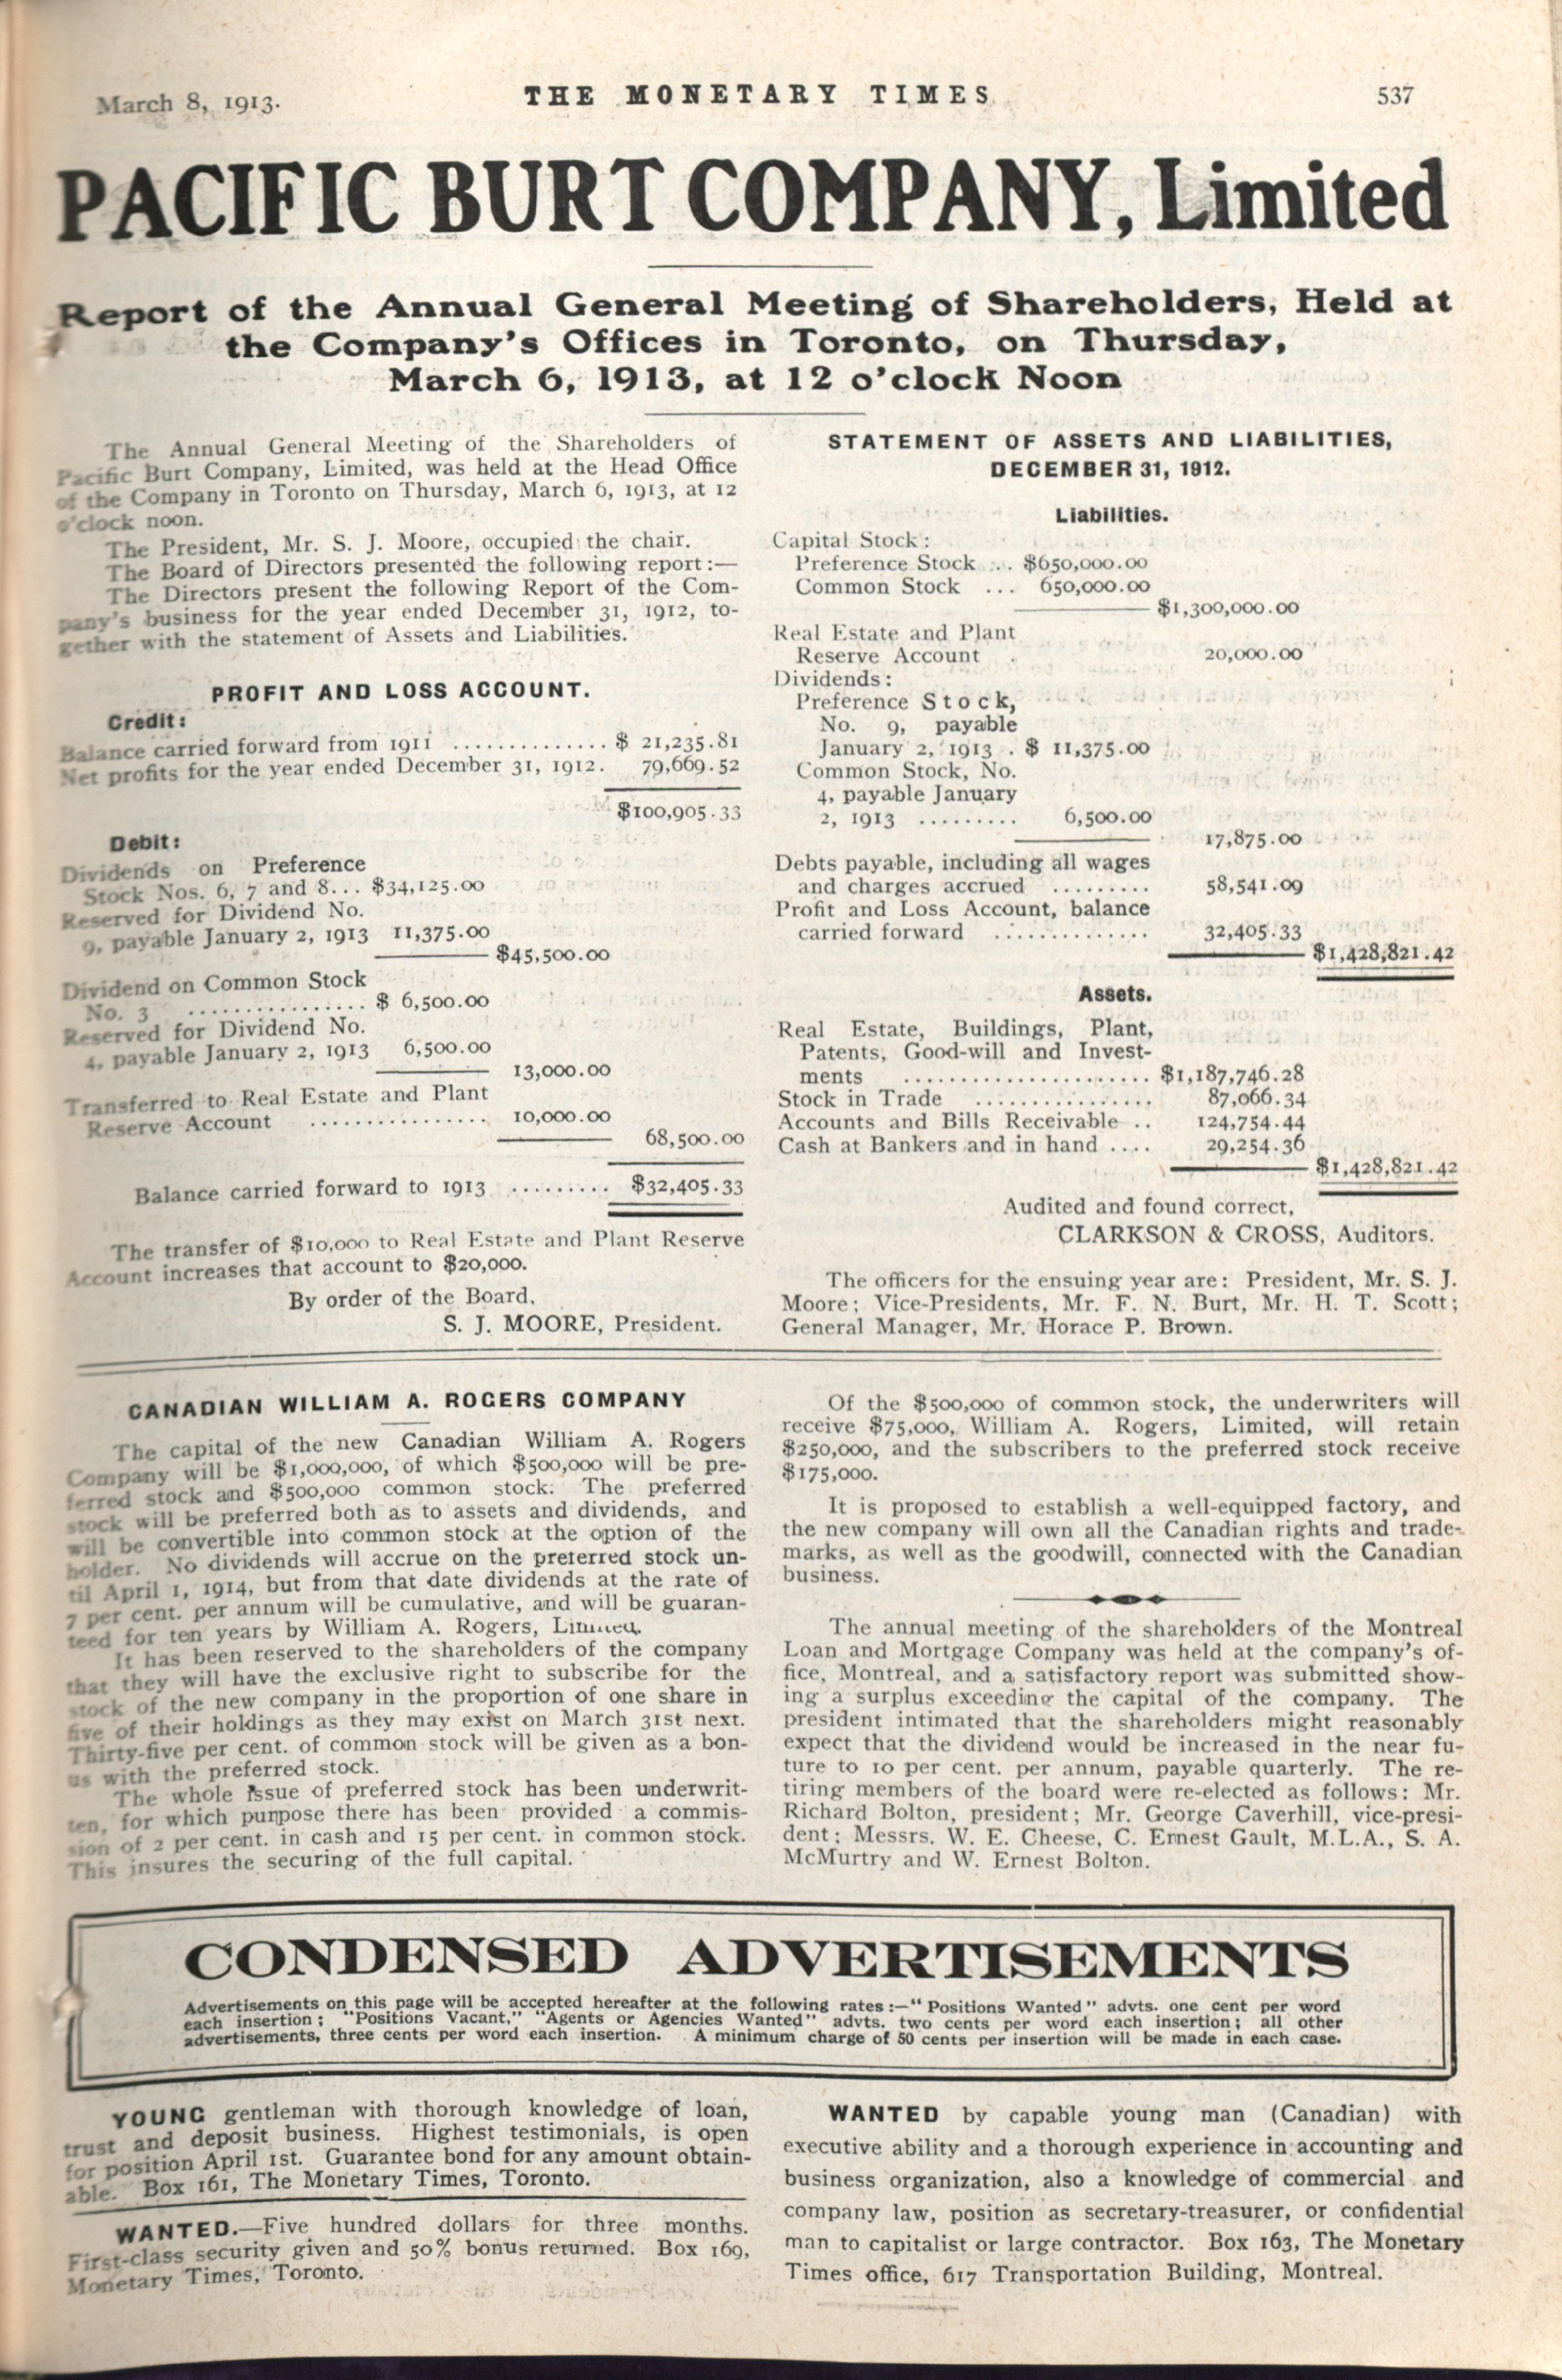 March 8, 1913.
THE MONETARY TIMES
537
PACIFIC BURT COMPANY, Limited
Report of the Annual General Meeting of Shareholders, Held at
the Company's Offices in Toronto, on Thursday,
March 6, 1913, at 12 o'clock Noon
The Annual General Meeting of the Shareholders of
Pacific Burt Company, Limited, was held at the Head Office
of the Company in Toronto on Thursday, March 6, 1913, at 12
o'clock noon.
The President, Mr. S. J. Moore, occupied the chair.
The Board of Directors presented the following report:—
The Directors present the following Report of the Com-
pany's business for the year ended December 31, 1912, to-
gether with the statement of Assets and Liabilities.
PROFIT AND LOSS ACCOUNT.
Credit:
Balance carried forward from 1911 .............. $ 21,235.81
Net profits for the year ended December 31, 1912. 79,669.52
$100,905.33
Debit:
Dividends on Preference
Stock Nos. 6, 7 and 8... $34,125.00
Reserved for Dividend No.
9, payable January 2, 1913 11,375.00
$45,500.00
Dividend on Common Stock
No. 3 ................ $ 6,500.00
Reserved for Dividend No.
4, payable January 2, 1913 6,500.00
13,000.00
Transferred to Real Estate and Plant
Reserve Account ................ 10,000.00
68,500.00
Balance carried forward to 1913 ......... $32,405.33
The transfer of $10,000 to Real Estate and Plant Reserve
Account increases that account to $20,000.
By order of the Board,
S. J. MOORE, President.
STATEMENT OF ASSETS AND LIABILITIES,
DECEMBER 31, 1912.
Liabilities.
Capital Stock:
Preference Stock ... $650,000.00
Common Stock ... 650,000.00
$1,300,000.00
Real Estate and Plant
Reserve Account . 20,000.00
Dividends:
Preference Stock,
No. 9, payable
January 2, 1913 . $ 11,375.00
Common Stock, No.
4, payable January
2, 1913 ......... 6,500.00
17,875.00
Debts payable, including all wages
and charges accrued ......... 58,541.09
Profit and Loss Account, balance
carried forward .............. 32,405.33
$1,428,821.42
Assets.
Real Estate, Buildings, Plant,
Patents, Good-will and Invest-
ments ...................... $1,187,746.28
Stock in Trade ................ 87,066.34
Accounts and Bills Receivable .. 124,754.44
Cash at Bankers and in hand .... 29,254.36
$1,428,821.42
Audited and found correct,
CLARKSON & CROSS, Auditors.
The officers for the ensuing year are: President, Mr. S. J.
Moore; Vice-Presidents, Mr. F. N. Burt, Mr. H. T. Scott;
General Manager, Mr. Horace P. Brown.
CANADIAN WILLIAM A. ROGERS COMPANY
The capital of the new Canadian William A. Rogers
Company will be $1,000,000, of which $500,000 will be pre-
ferred stock and $500,000 common stock. The preferred
stock will be preferred both as to assets and dividends, and
will be convertible into common stock at the option of the
holder. No dividends will accrue on the preferred stock un-
til April 1, 1914, but from that date dividends at the rate of
7 per cent. per annum will be cumulative, and will be guaran-
teed for ten years by William A. Rogers, Limited.
It has been reserved to the shareholders of the company
that they will have the exclusive right to subscribe for the
stock of the new company in the proportion of one share in
five of their holdings as they may exist on March 31st next.
Thirty-five per cent. of common stock will be given as a bon-
us with the preferred stock.
The whole issue of preferred stock has been underwrit-
ten, for which purpose there has been provided a commis-
sion of 2 per cent. in cash and 15 per cent. in common stock.
This insures the securing of the full capital.
Of the $500,000 of common stock, the underwriters will
receive $75,000, William A. Rogers, Limited, will retain
$250,000, and the subscribers to the preferred stock receive
$175,000.
It is proposed to establish a well-equipped factory, and
the new company will own all the Canadian rights and trade-
marks, as well as the goodwill, connected with the Canadian
business.
The annual meeting of the shareholders of the Montreal
Loan and Mortgage Company was held at the company's of-
fice, Montreal, and a satisfactory report was submitted show-
ing a surplus exceeding the capital of the company. The
president intimated that the shareholders might reasonably
expect that the dividend would be increased in the near fu-
ture to 10 per cent. per annum, payable quarterly. The re-
tiring members of the board were re-elected as follows: Mr.
Richard Bolton, president; Mr. George Caverhill, vice-presi-
dent; Messrs. W. E. Cheese, C. Ernest Gault, M.L.A., S. A.
McMurtry and W. Ernest Bolton.
CONDENSED ADVERTISEMENTS
Advertisements on this page will be accepted hereafter at the following rates:—"Positions Wanted" advts. one cent per word
each insertion; "Positions Vacant," "Agents or Agencies Wanted" advts. two cents per word each insertion; all other
advertisements, three cents per word each insertion. A minimum charge of 50 cents per insertion will be made in each case.
YOUNG gentleman with thorough knowledge of loan,
trust and deposit business. Highest testimonials, is open
for position April 1st. Guarantee bond for any amount obtain-
able. Box 161, The Monetary Times, Toronto.
WANTED.—Five hundred dollars for three months.
First-class security given and 50% bonus returned. Box 169,
Monetary Times, Toronto.
WANTED by capable young man (Canadian) with
executive ability and a thorough experience in accounting and
business organization, also a knowledge of commercial and
company law, position as secretary-treasurer, or confidential
man to capitalist or large contractor. Box 163, The Monetary
Times office, 617 Transportation Building, Montreal.